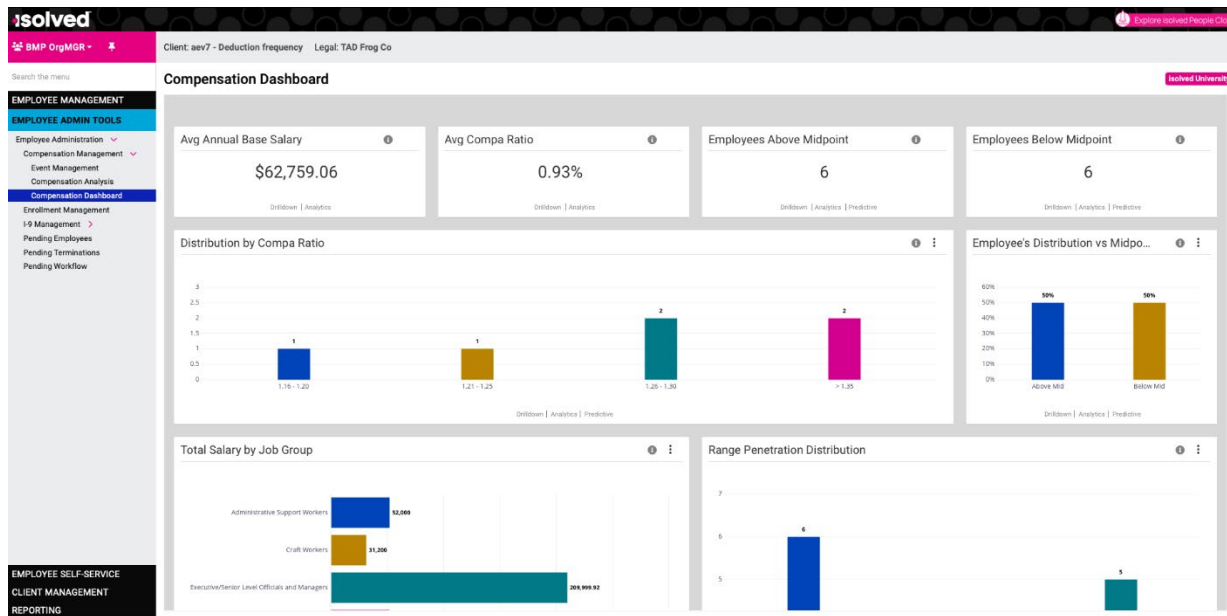 isolved
Explore isolved People Clo
BMP OrgMGR
Client: aev7 - Deduction frequency Legal: TAD Frog Co
Search the menu
Compensation Dashboard
isolved University
EMPLOYEE MANAGEMENT
EMPLOYEE ADMIN TOOLS
Employee Administration
Compensation Management
Event Management
Compensation Analysis
Compensation Dashboard
Enrollment Management
I-9 Management
Pending Employees
Pending Terminations
Pending Workflow
EMPLOYEE SELF-SERVICE
CLIENT MANAGEMENT
REPORTING
Avg Annual Base Salary
$62,759.06
Drilldown | Analytics
Avg Compa Ratio
0.93%
Drilldown | Analytics
Employees Above Midpoint
6
Drilldown | Analytics | Predictive
Employees Below Midpoint
6
Drilldown | Analytics | Predictive
Distribution by Compa Ratio
3
2.5
2
1.5
1
0.5
0
1
1
2
2
1.16 - 1.20
1.21 - 1.25
1.26 - 1.30
> 1.35
Drilldown | Analytics | Predictive
Employee's Distribution vs Midpo...
60%
50%
40%
30%
20%
10%
0%
50%
50%
Above Mid
Below Mid
Drilldown | Analytics | Predictive
Total Salary by Job Group
Administrative Support Workers
52,000
Craft Workers
31,200
Executive/Senior Level Officials and Managers
209,999.92
Range Penetration Distribution
7
6
5
6
5